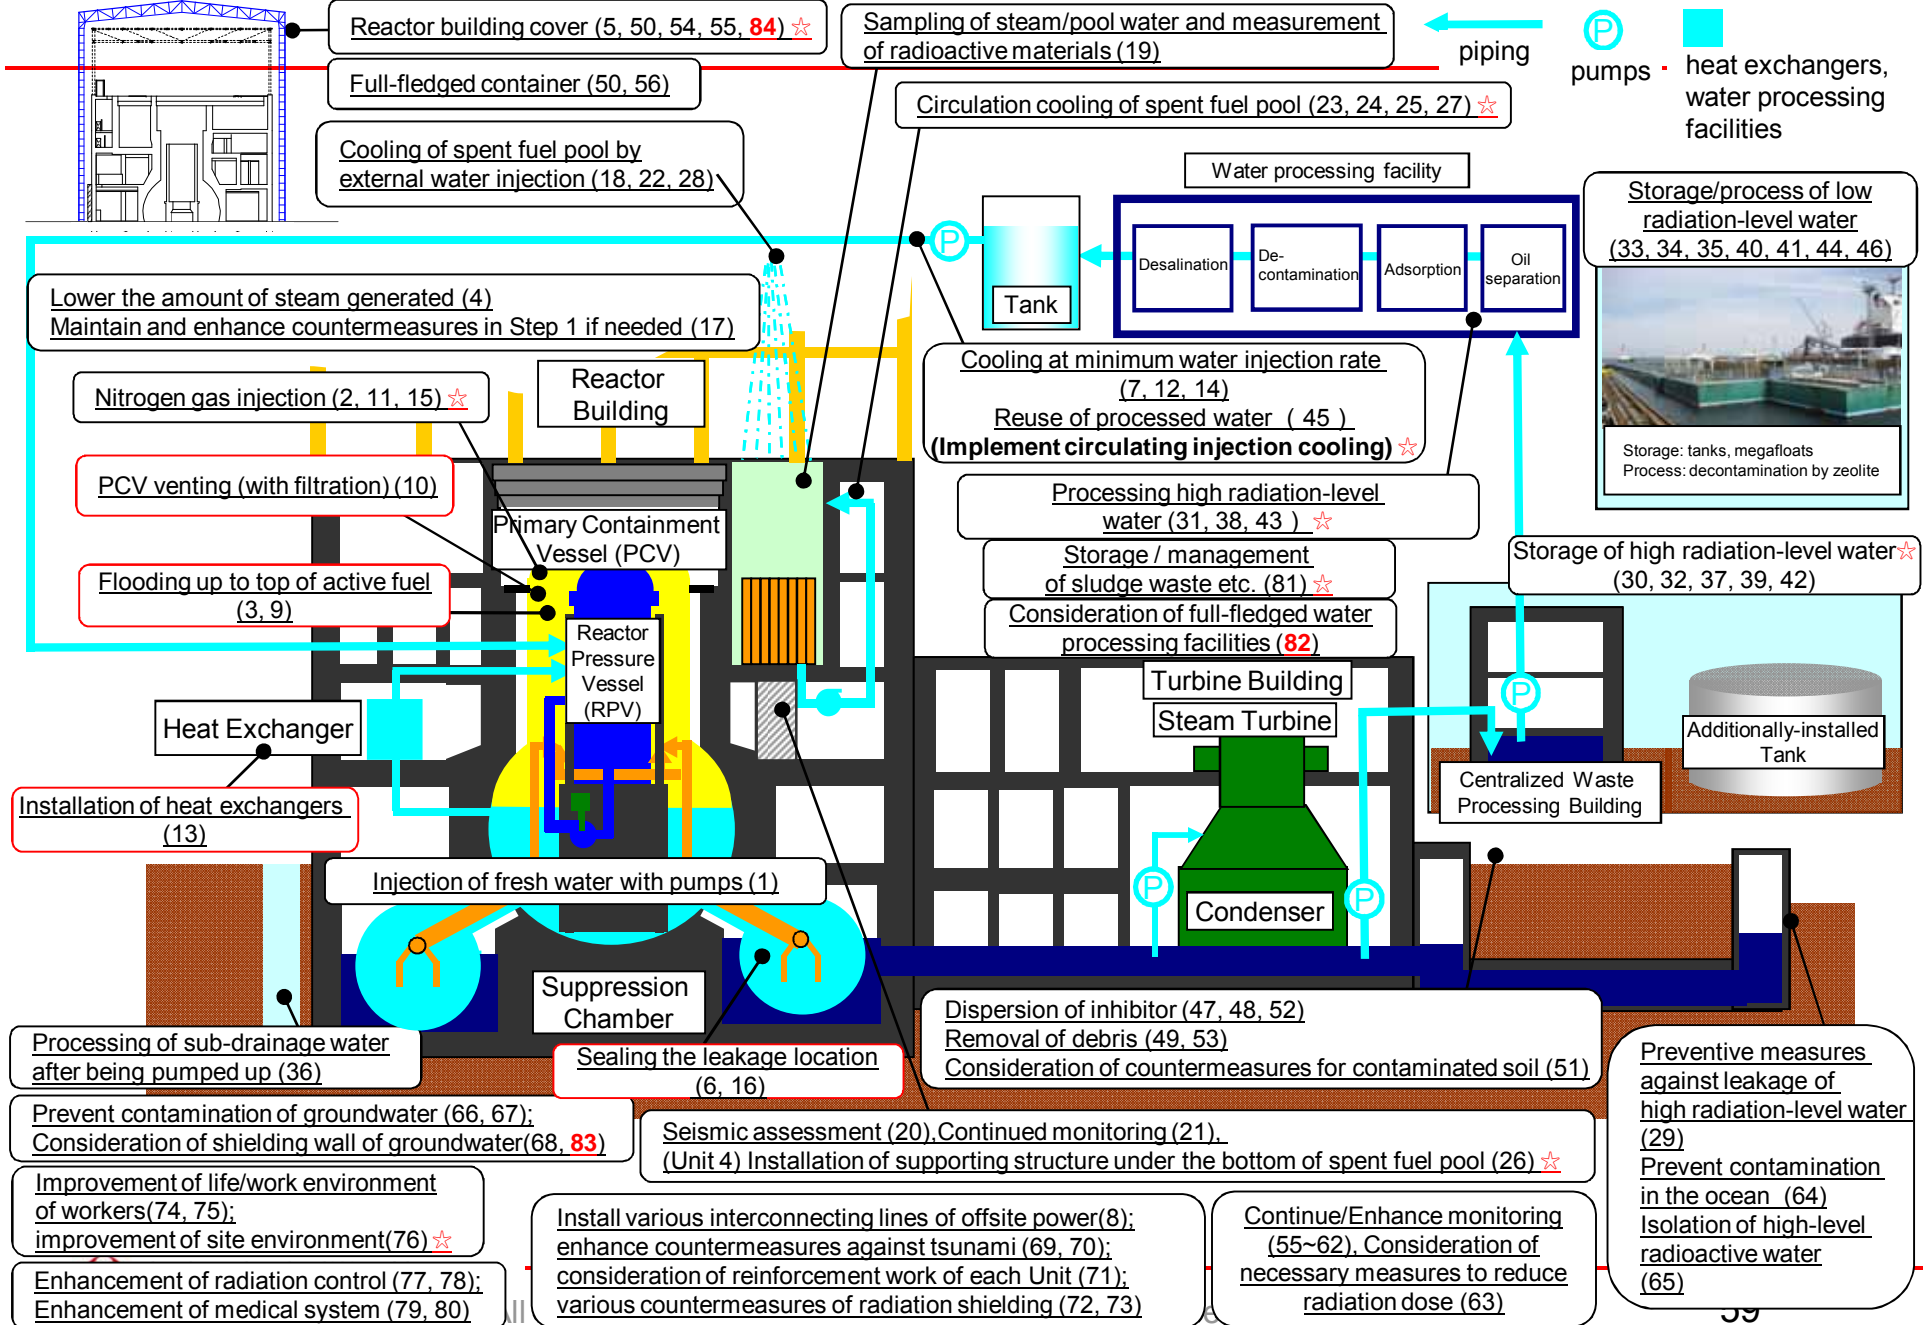 Reactor building cover (5, 50, 54, 55, 84) ☆
Full-fledged container (50, 56)
Cooling of spent fuel pool by
external water injection (18, 22, 28)
Sampling of steam/pool water and measurement
of radioactive materials (19)
Circulation cooling of spent fuel pool (23, 24, 25, 27) ☆
piping
P
pumps
heat exchangers,
water processing
facilities
Water processing facility
Desalination
De-
contamination
Adsorption
Oil
separation
P
Tank
Storage/process of low
radiation-level water
(33, 34, 35, 40, 41, 44, 46)
Storage: tanks, megafloats
Process: decontamination by zeolite
Lower the amount of steam generated (4)
Maintain and enhance countermeasures in Step 1 if needed (17)
Reactor
Building
Nitrogen gas injection (2, 11, 15) ☆
PCV venting (with filtration) (10)
Flooding up to top of active fuel
(3, 9)
Primary Containment
Vessel (PCV)
Reactor
Pressure
Vessel
(RPV)
Cooling at minimum water injection rate
(7, 12, 14)
Reuse of processed water ( 45 )
(Implement circulating injection cooling) ☆
Processing high radiation-level
water (31, 38, 43 ) ☆
Storage / management
of sludge waste etc. (81) ☆
Consideration of full-fledged water
processing facilities (82)
Storage of high radiation-level water ☆
(30, 32, 37, 39, 42)
Turbine Building
Steam Turbine
Condenser
P
P
P
Centralized Waste
Processing Building
Additionally-installed
Tank
Heat Exchanger
Installation of heat exchangers
(13)
Injection of fresh water with pumps (1)
Suppression
Chamber
Sealing the leakage location
(6, 16)
Processing of sub-drainage water
after being pumped up (36)
Prevent contamination of groundwater (66, 67);
Consideration of shielding wall of groundwater(68, 83)
Improvement of life/work environment
of workers(74, 75);
improvement of site environment(76) ☆
Enhancement of radiation control (77, 78);
Enhancement of medical system (79, 80)
Dispersion of inhibitor (47, 48, 52)
Removal of debris (49, 53)
Consideration of countermeasures for contaminated soil (51)
Seismic assessment (20),Continued monitoring (21),
(Unit 4) Installation of supporting structure under the bottom of spent fuel pool (26) ☆
Install various interconnecting lines of offsite power(8);
enhance countermeasures against tsunami (69, 70);
consideration of reinforcement work of each Unit (71);
various countermeasures of radiation shielding (72, 73)
Continue/Enhance monitoring
(55~62), Consideration of
necessary measures to reduce
radiation dose (63)
Preventive measures
against leakage of
high radiation-level water
(29)
Prevent contamination
in the ocean (64)
Isolation of high-level
radioactive water
(65)
59